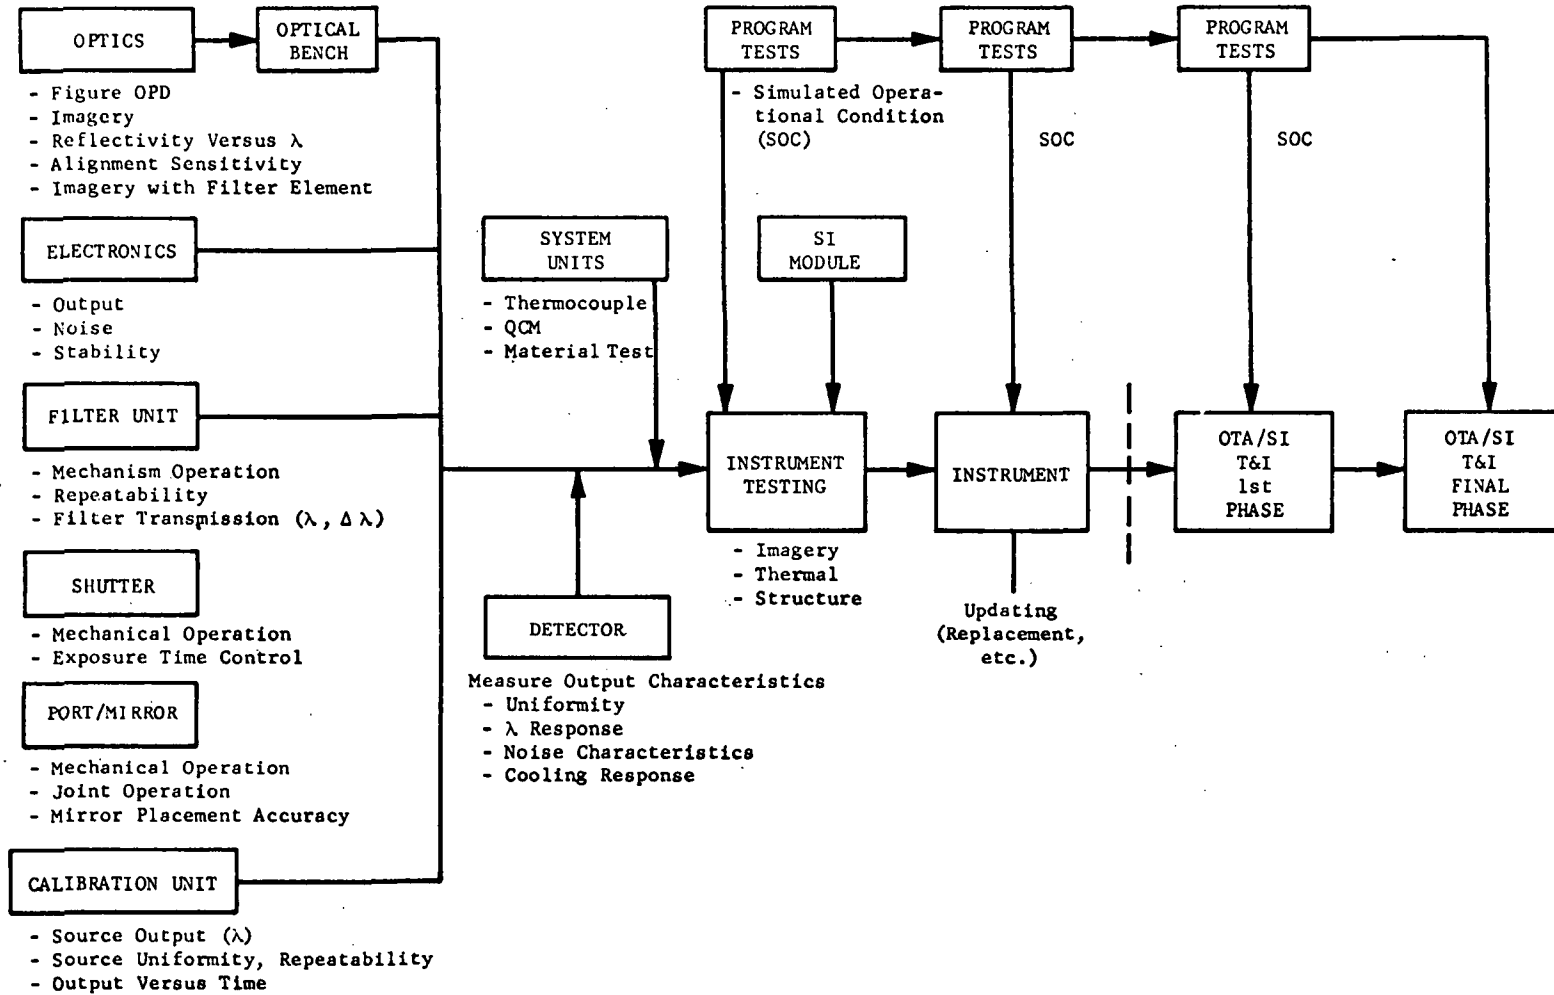 OPTICS
OPTICAL
BENCH
- Figure OPD
- Imagery
- Reflectivity Versus λ
- Alignment Sensitivity
- Imagery with Filter Element
ELECTRONICS
- Output
- Noise
- Stability
FILTER UNIT
- Mechanism Operation
- Repeatability
- Filter Transmission (λ, Δ λ)
SHUTTER
- Mechanical Operation
- Exposure Time Control
PORT/MIRROR
- Mechanical Operation
- Joint Operation
- Mirror Placement Accuracy
CALIBRATION UNIT
- Source Output (λ)
- Source Uniformity, Repeatability
- Output Versus Time
SYSTEM
UNITS
- Thermocouple
- QCM
- Material Test
DETECTOR
Measure Output Characteristics
- Uniformity
- λ Response
- Noise Characteristics
- Cooling Response
PROGRAM
TESTS
- Simulated Opera-
tional Condition
(SOC)
SI
MODULE
INSTRUMENT
TESTING
- Imagery
- Thermal
- Structure
PROGRAM
TESTS
SOC
INSTRUMENT
Updating
(Replacement,
etc.)
PROGRAM
TESTS
SOC
OTA/SI
T&I
1st
PHASE
OTA/SI
T&I
FINAL
PHASE